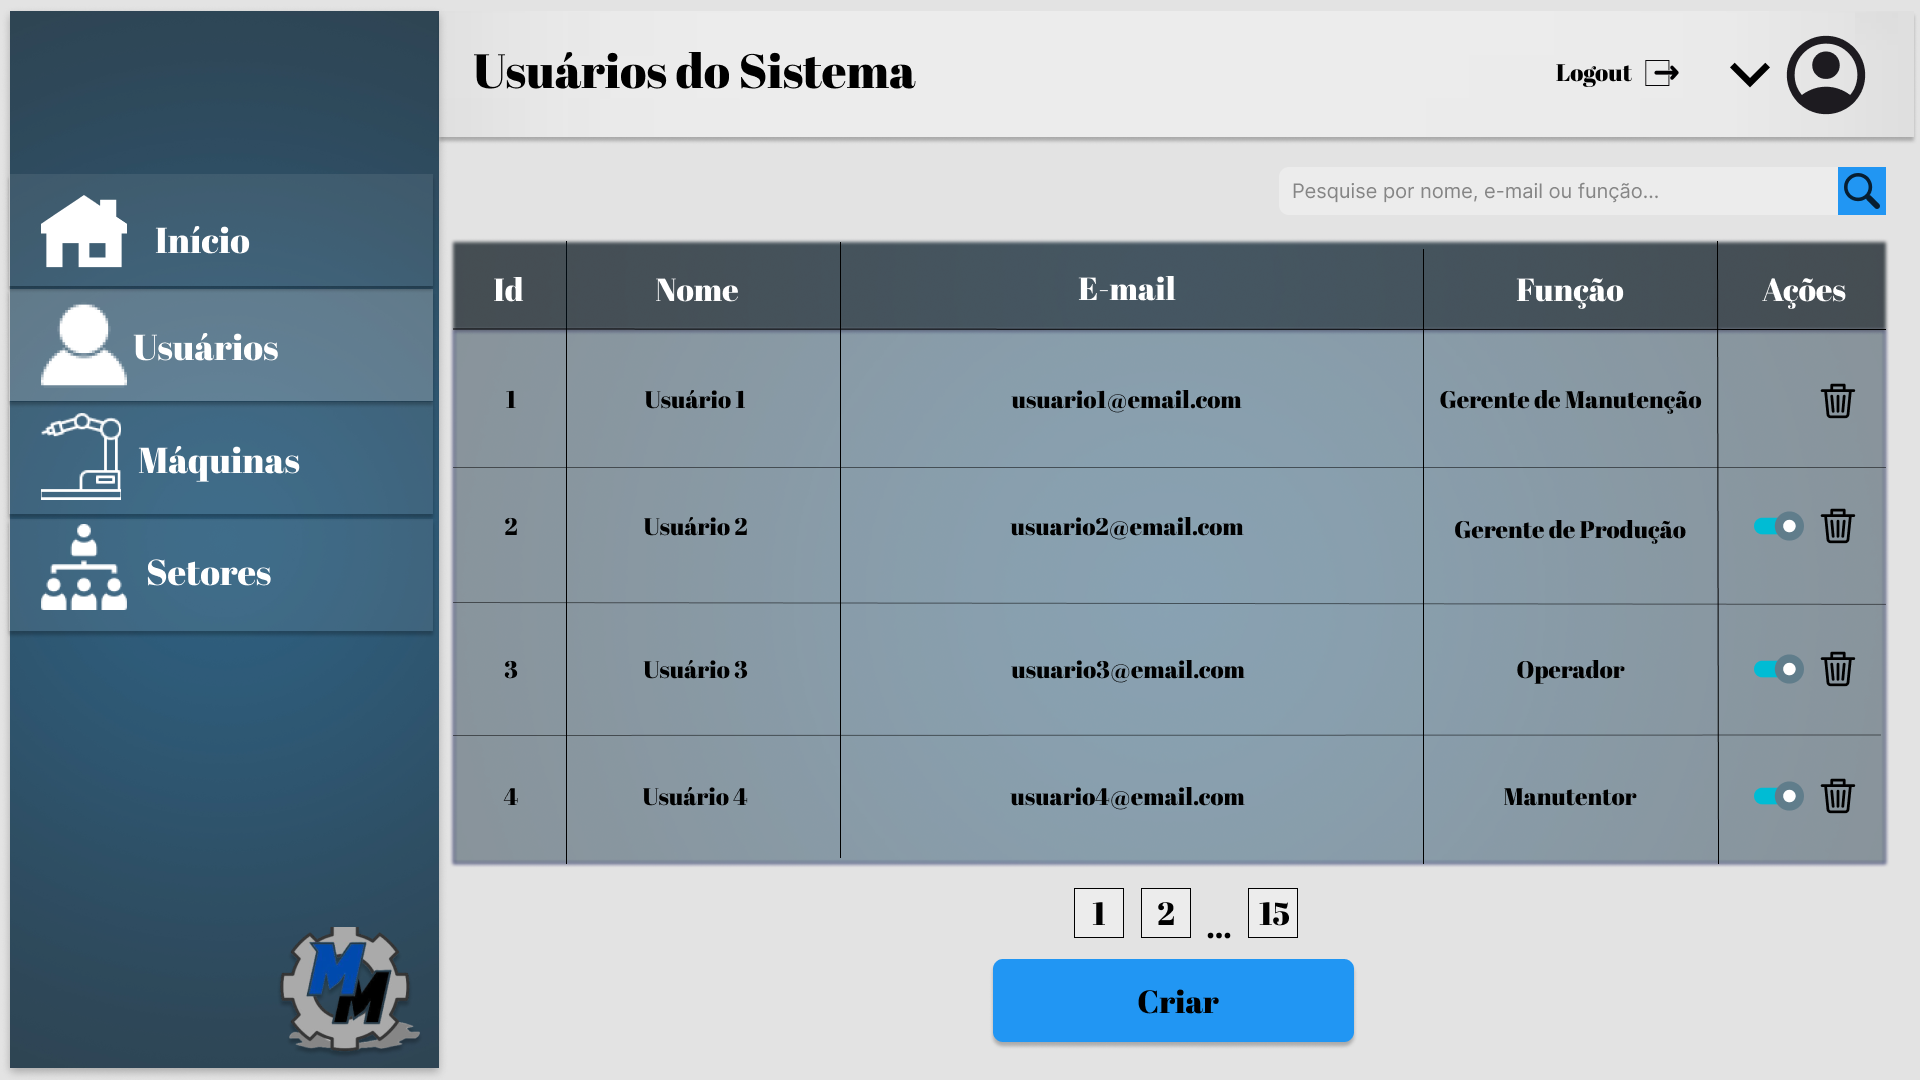 Usuários do Sistema
Logout
Início
Usuários
Máquinas
Setores
Pesquise por nome, e-mail ou função...
Id Nome E-mail Função Ações
1 Usuário 1 usuario1@email.com Gerente de Manutenção
2 Usuário 2 usuario2@email.com Gerente de Produção
3 Usuário 3 usuario3@email.com Operador
4 Usuário 4 usuario4@email.com Manutentor
1 2 ... 15
Criar
MM